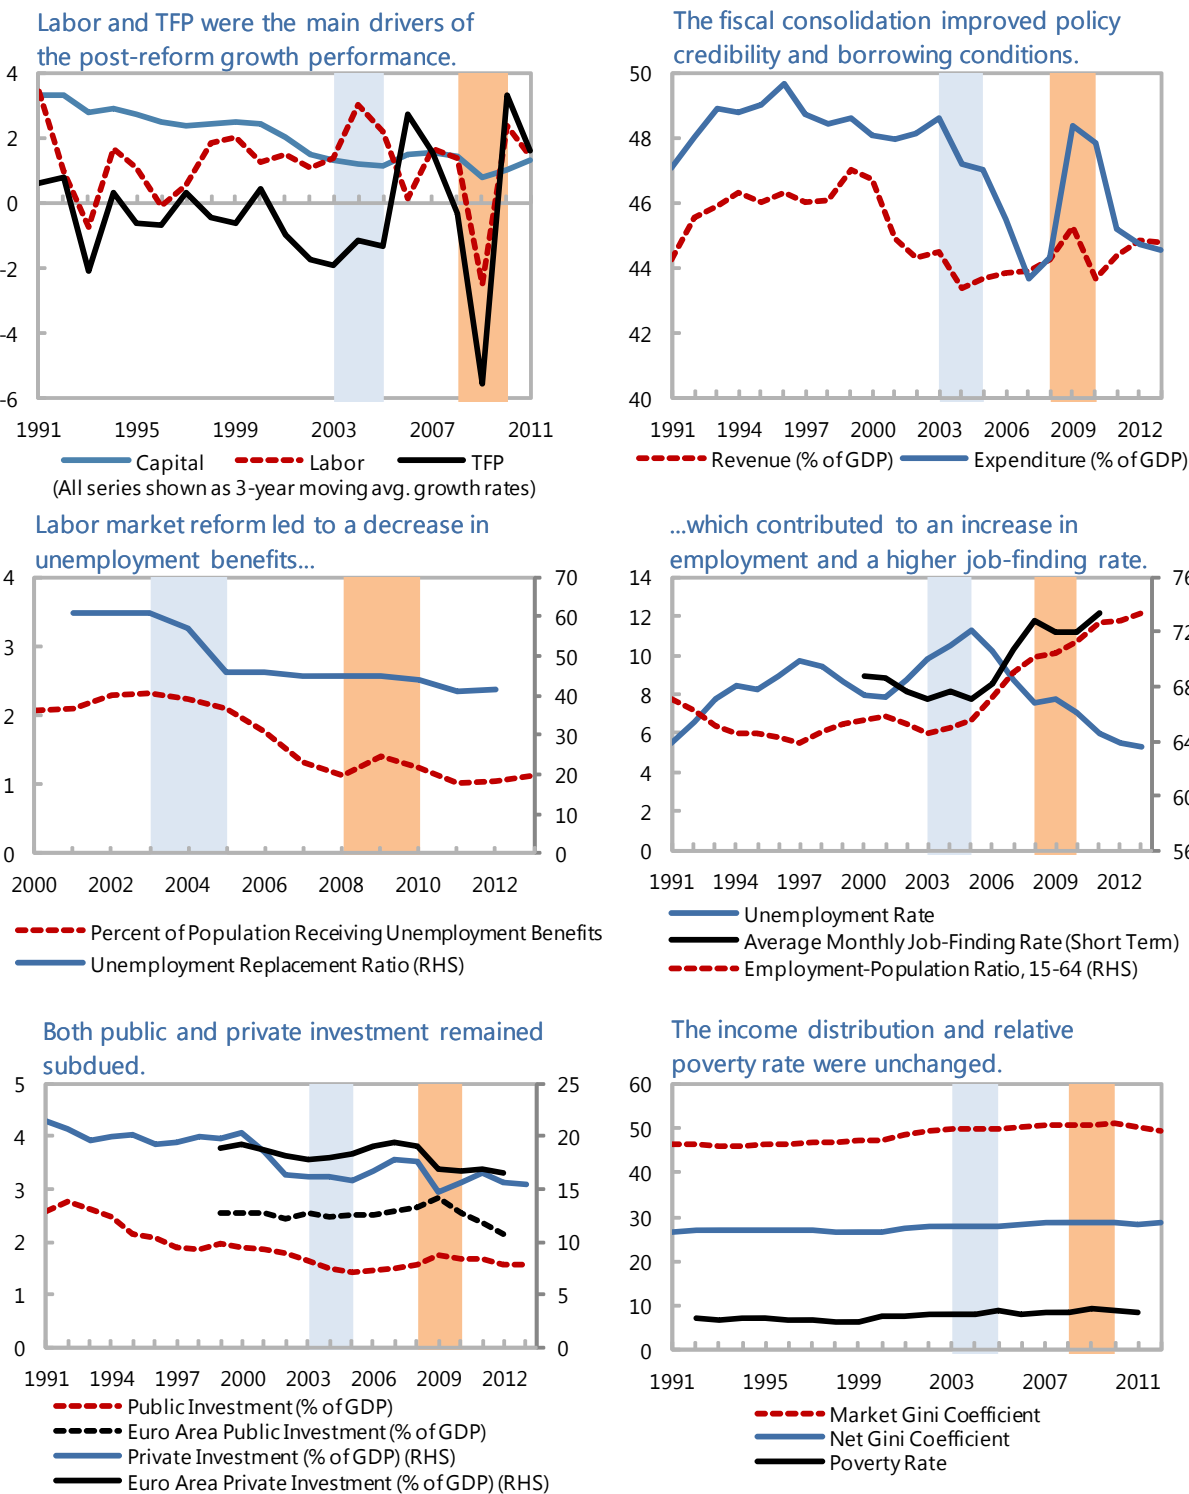 Labor and TFP were the main drivers of
the post-reform growth performance.
4
2
0
-2
-4
-6
1991 1995 1999 2003 2007 2011
Capital Labor TFP
(All series shown as 3-year moving avg. growth rates)
The fiscal consolidation improved policy
credibility and borrowing conditions.
50
48
46
44
42
40
1991 1994 1997 2000 2003 2006 2009 2012
Revenue (% of GDP) Expenditure (% of GDP)
Labor market reform led to a decrease in
unemployment benefits...
4 70
60
3 50
40
2 30
1 20
10
0 0
2000 2002 2004 2006 2008 2010 2012
Percent of Population Receiving Unemployment Benefits
Unemployment Replacement Ratio (RHS)
...which contributed to an increase in
employment and a higher job-finding rate.
14 76
12 72
10
8 68
6 64
4
2 60
0 56
1991 1994 1997 2000 2003 2006 2009 2012
Unemployment Rate
Average Monthly Job-Finding Rate (Short Term)
Employment-Population Ratio, 15-64 (RHS)
Both public and private investment remained
subdued.
5 25
4 20
3 15
2 10
1 5
0 0
1991 1994 1997 2000 2003 2006 2009 2012
Public Investment (% of GDP)
Euro Area Public Investment (% of GDP)
Private Investment (% of GDP) (RHS)
Euro Area Private Investment (% of GDP) (RHS)
The income distribution and relative
poverty rate were unchanged.
60
50
40
30
20
10
0
1991 1995 1999 2003 2007 2011
Market Gini Coefficient
Net Gini Coefficient
Poverty Rate